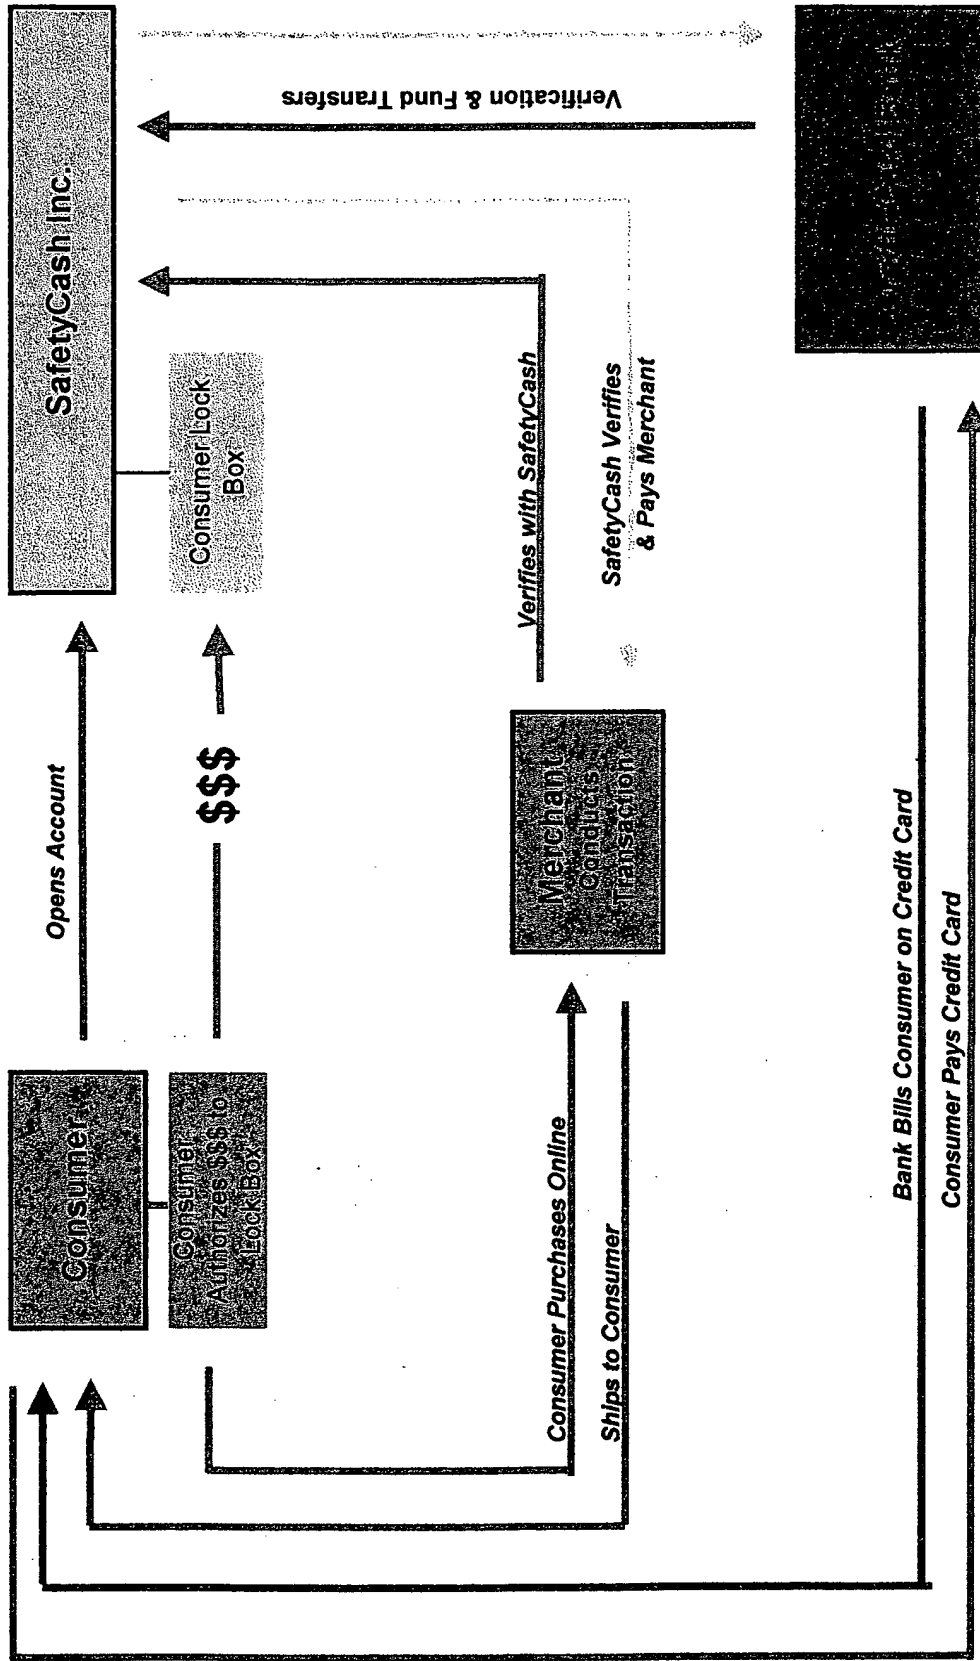 Consumer
Consumer
Authorizes $$$ to
Lock Box
Opens Account
$$$
SafetyCash Inc.
Consumer Lock
Box
Verification & Fund Transfers
Consumer Purchases Online
Ships to Consumer
Merchant
Conducts
Transaction
Verifies with SafetyCash
SafetyCash Verifies
& Pays Merchant
Bank Bills Consumer on Credit Card
Consumer Pays Credit Card